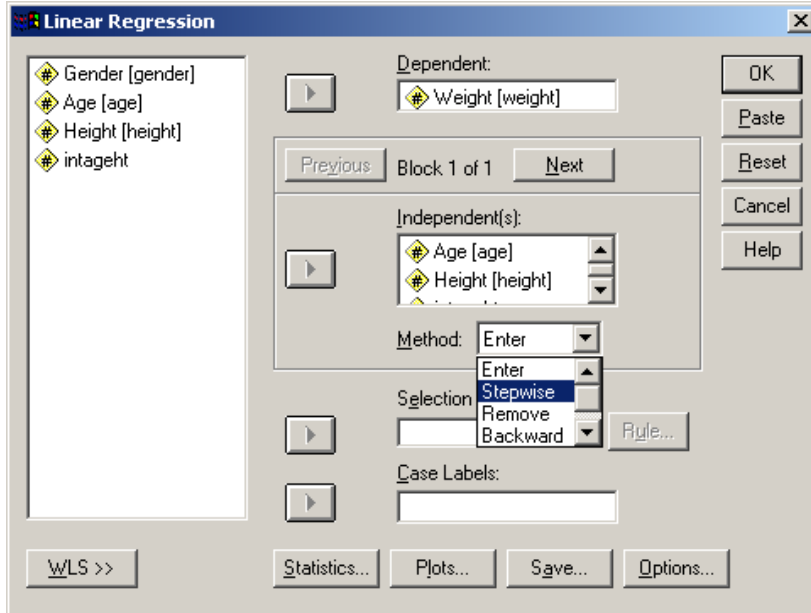 Linear Regression
Gender [gender]
Age [age]
Height [height]
intageht
Dependent:
Weight [weight]
Previous
Block 1 of 1
Next
Independent(s):
Age [age]
Height [height]
Method:
Enter
Enter
Stepwise
Remove
Backward
Selection
Rule...
Case Labels:
WLS >>
Statistics...
Plots...
Save...
Options...
OK
Paste
Reset
Cancel
Help